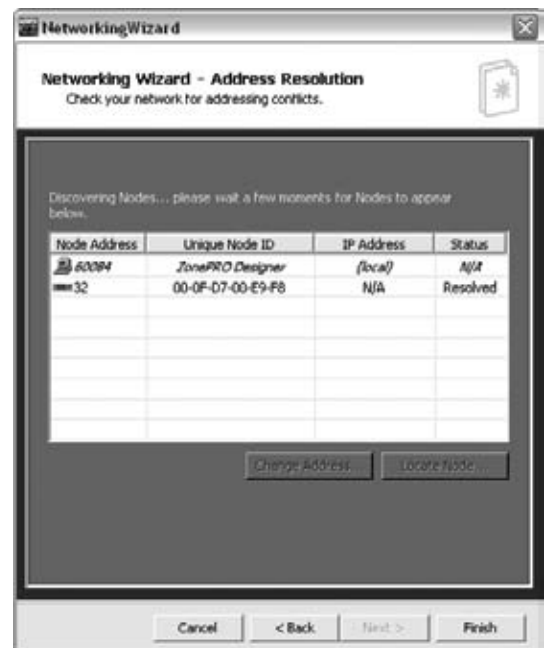 NetworkingWizard
Networking Wizard - Address Resolution
Check your network for addressing conflicts.
Discovering Nodes... please wait a few moments for Nodes to appear
below.
Node Address Unique Node ID IP Address Status
60084 ZonePRO Designer (local) N/A
32 00-0F-D7-00-E9-F8 N/A Resolved
Change Address... Locate Node ...
Cancel < Back Next > Finish